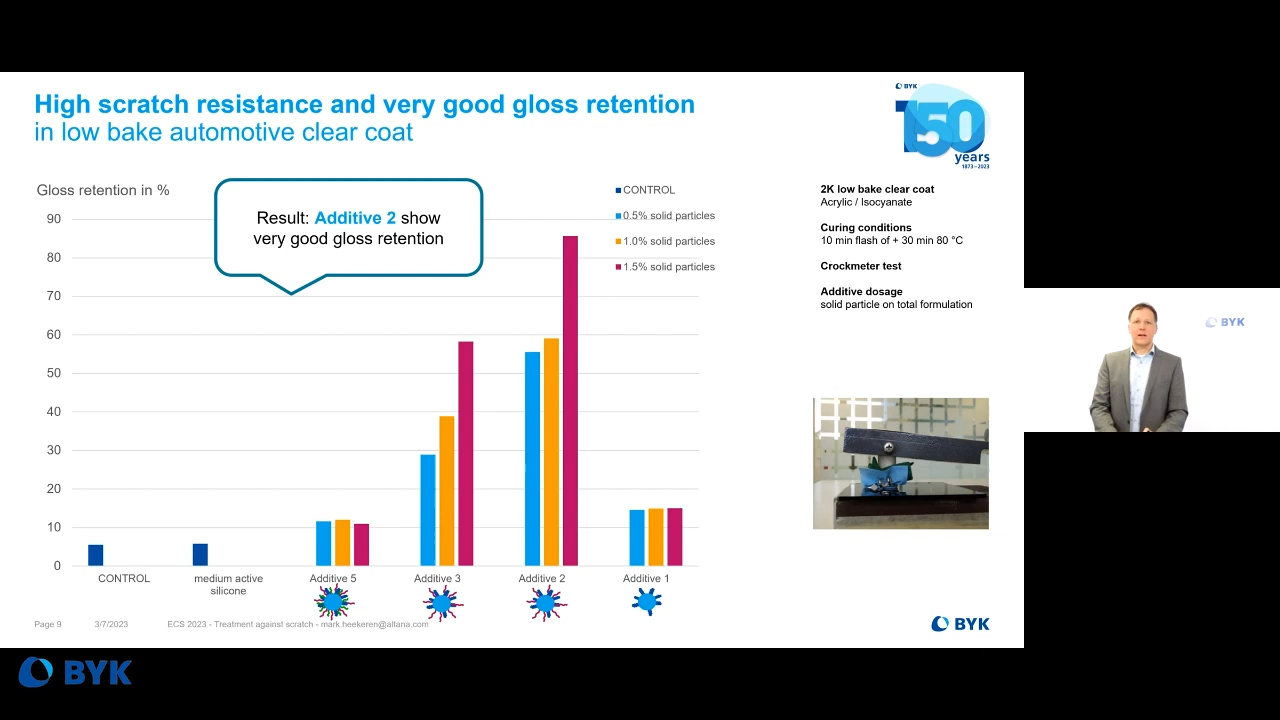 High scratch resistance and very good gloss retention
in low bake automotive clear coat
BYK
150
years
1873–2023
Gloss retention in %
Result: Additive 2 show
very good gloss retention
CONTROL
0.5% solid particles
1.0% solid particles
1.5% solid particles
90
80
70
60
50
40
30
20
10
0
CONTROL
medium active
silicone
Additive 5
Additive 3
Additive 2
Additive 1
2K low bake clear coat
Acrylic / Isocyanate
Curing conditions
10 min flash of + 30 min 80 °C
Crockmeter test
Additive dosage
solid particle on total formulation
BYK
Page 9
3/7/2023
ECS 2023 - Treatment against scratch - mark.heekeren@altana.com
BYK
BYK